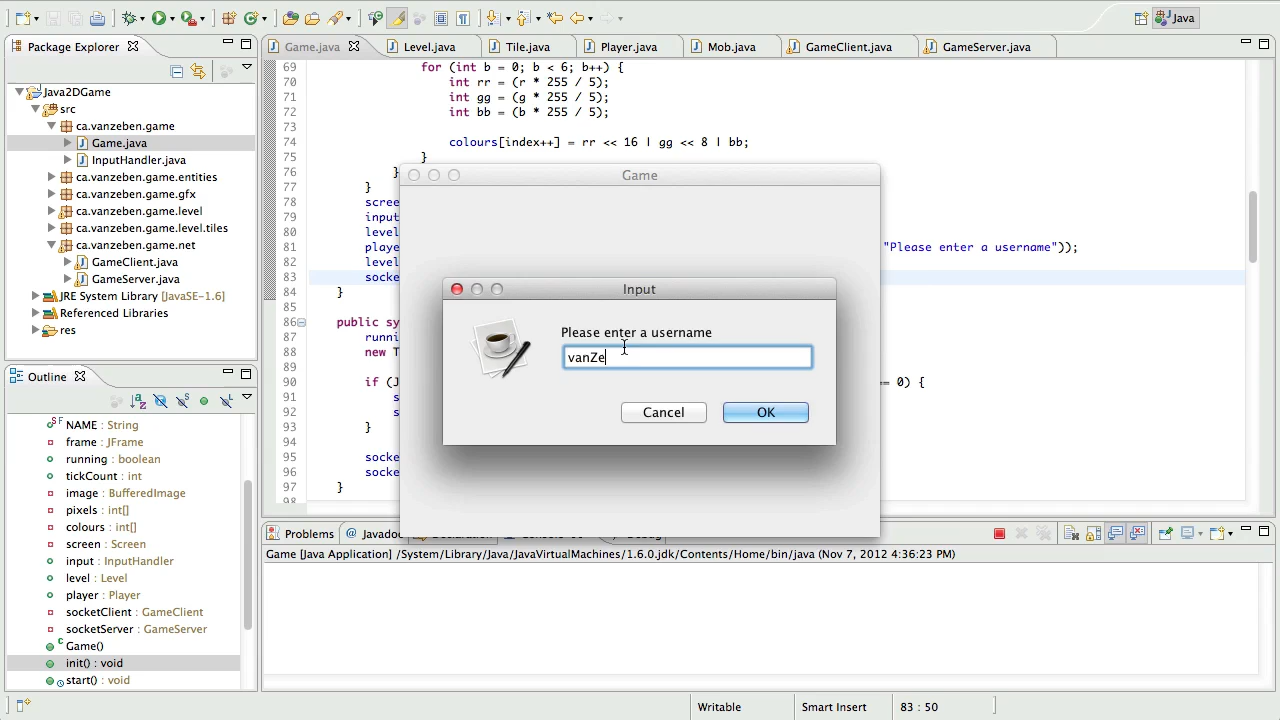 Java
Package Explorer
Game.java
Level.java
Tile.java
Player.java
Mob.java
GameClient.java
GameServer.java
Java2DGame
src
ca.vanzeben.game
Game.java
InputHandler.java
ca.vanzeben.game.entities
ca.vanzeben.game.gfx
ca.vanzeben.game.level
ca.vanzeben.game.level.tiles
ca.vanzeben.game.net
GameClient.java
GameServer.java
JRE System Library [JavaSE-1.6]
Referenced Libraries
res
69 for (int b = 0; b < 6; b++) {
70 int rr = (r * 255 / 5);
71 int gg = (g * 255 / 5);
72 int bb = (b * 255 / 5);
73
74 colours[index++] = rr << 16 | gg << 8 | bb;
75 }
76 }
77 }
78 scree
79 input
80 level
81 playe "Please enter a username"));
82 level
83 socke
84 }
85
86 public sy
87 runni
88 new T
89
90 if (J = 0) {
91 s
92 s
93 }
94
95 socke
96 socke
97 }
98
Game
Input
Please enter a username
vanZe
Cancel
OK
Outline
NAME : String
frame : JFrame
running : boolean
tickCount : int
image : BufferedImage
pixels : int[]
colours : int[]
screen : Screen
input : InputHandler
level : Level
player : Player
socketClient : GameClient
socketServer : GameServer
Game()
init() : void
start() : void
Problems
@ Javadoc
Game [Java Application] /System/Library/Java/JavaVirtualMachines/1.6.0.jdk/Contents/Home/bin/java (Nov 7, 2012 4:36:23 PM)
Writable
Smart Insert
83 : 50